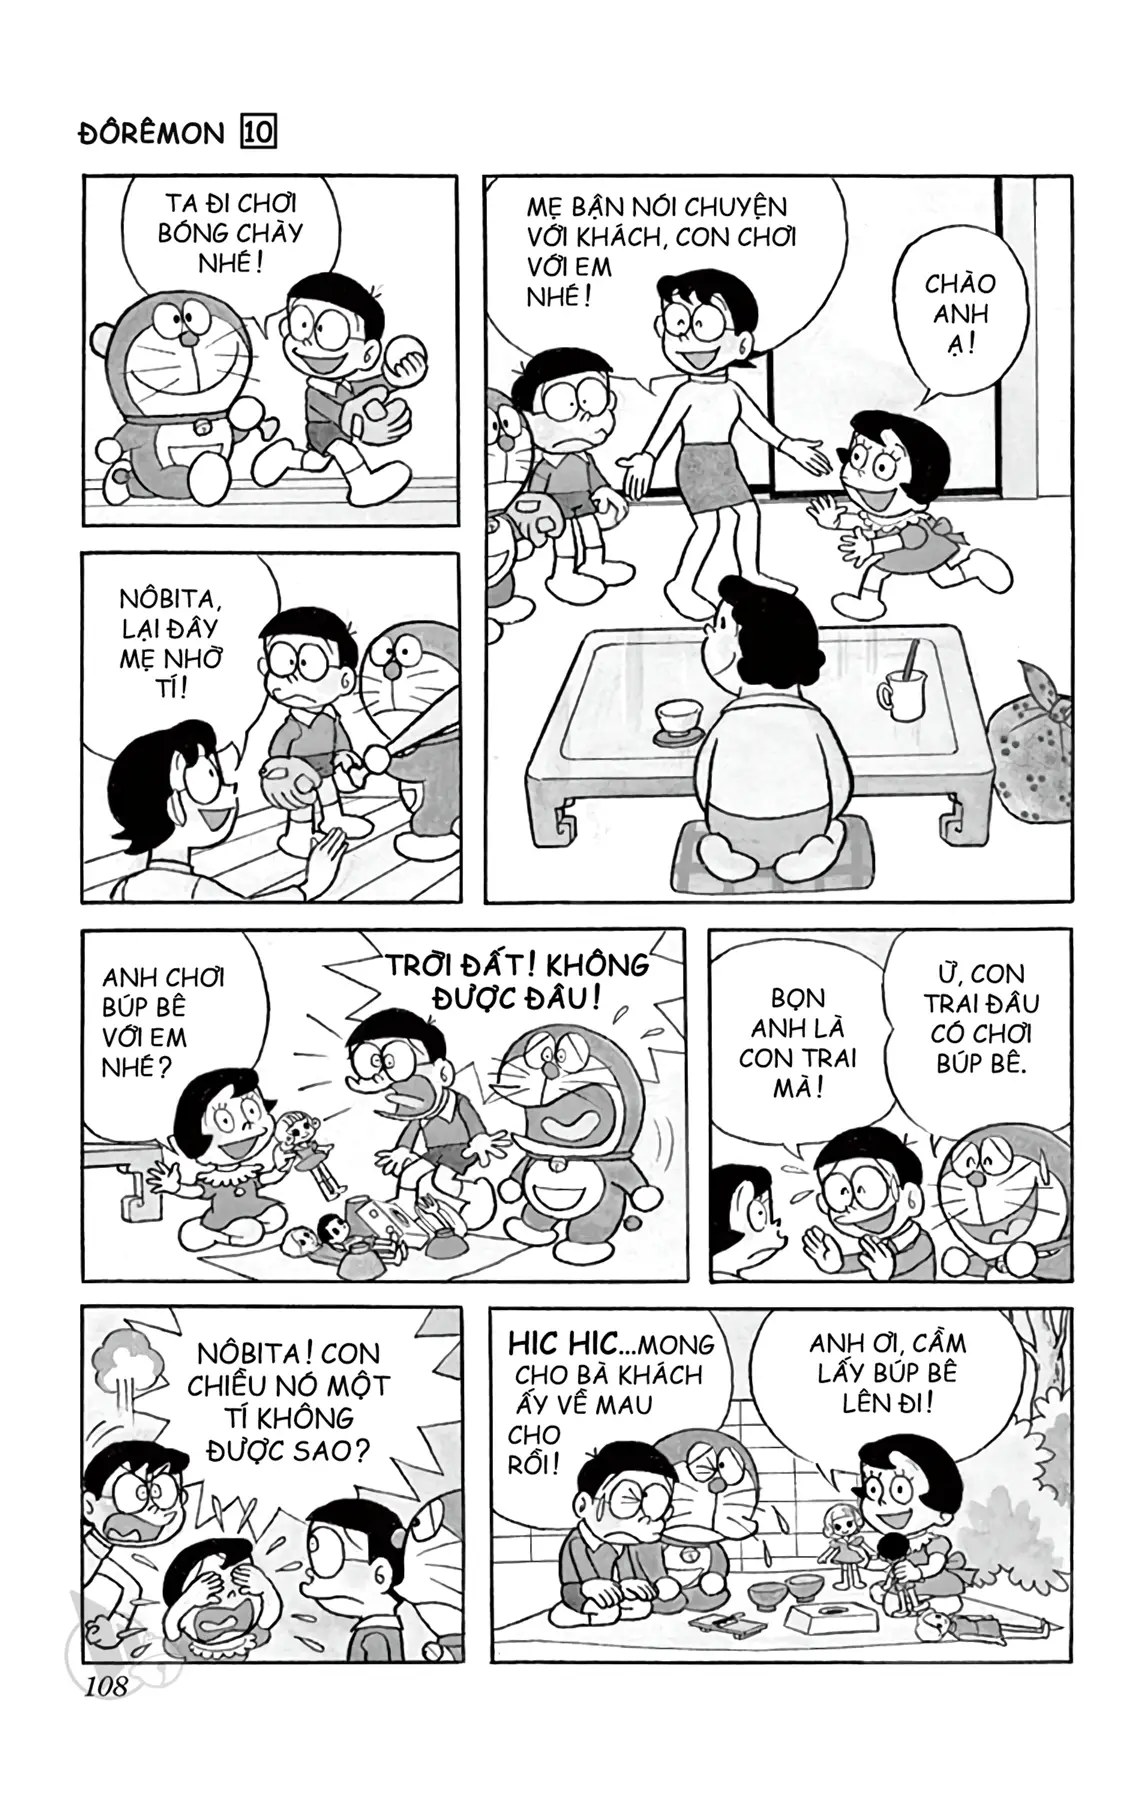 ĐÔRÊMON 10
TA ĐI CHƠI
BÓNG CHÀY
NHÉ!
NÔBITA,
LẠI ĐÂY
MẸ NHỜ
TÍ!
MẸ BẬN NÓI CHUYỆN
VỚI KHÁCH, CON CHƠI
VỚI EM
NHÉ!
CHÀO
ANH
Ạ!
ANH CHƠI
BÚP BÊ
VỚI EM
NHÉ?
TRỜI ĐẤT! KHÔNG
ĐƯỢC ĐÂU!
BỌN
ANH LÀ
CON TRAI
MÀ!
Ừ, CON
TRAI ĐÂU
CÓ CHƠI
BÚP BÊ.
NÔBITA! CON
CHIỀU NÓ MỘT
TÍ KHÔNG
ĐƯỢC SAO?
HIC HIC...MONG
CHO BÀ KHÁCH
ẤY VỀ MAU
CHO
RỒI!
ANH ƠI, CẦM
LẤY BÚP BÊ
LÊN ĐI!
108